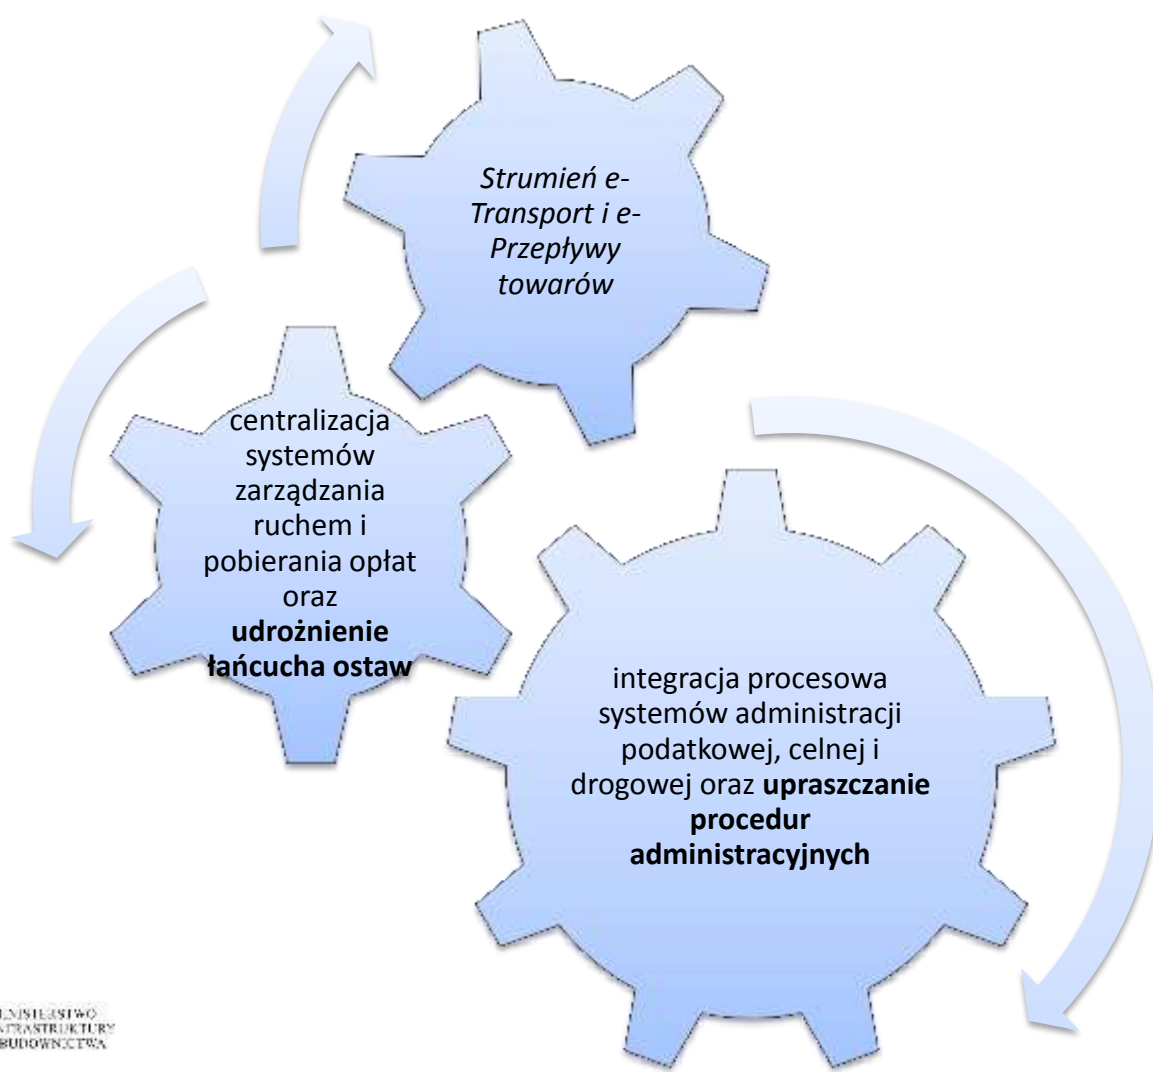 Strumień e-
Transport i e-
Przepływy
towarów
centralizacja
systemów
zarządzania
ruchem i
pobierania opłat
oraz
udrożnienie
łańcucha ostaw
integracja procesowa
systemów administracji
podatkowej, celnej i
drogowej oraz upraszczanie
procedur
administracyjnych
BUDOWNICTWA